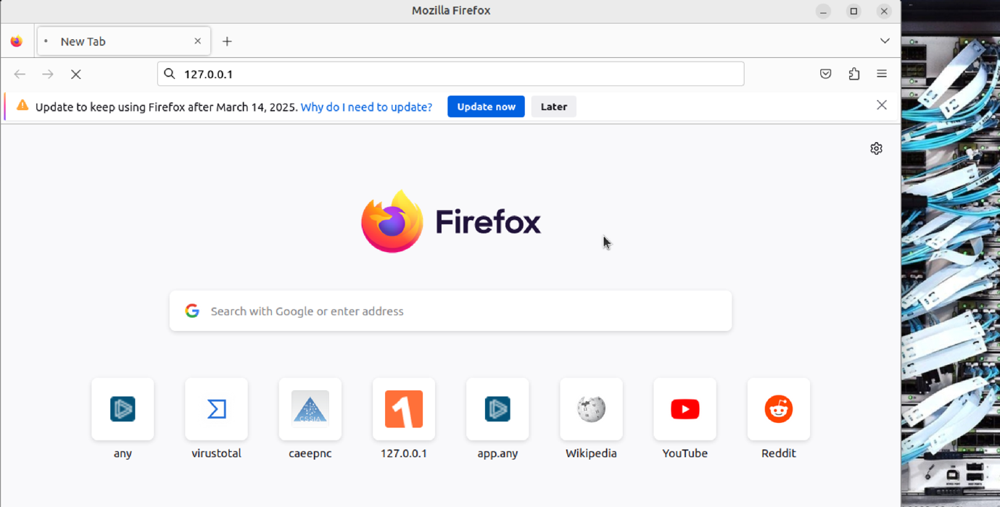 Mozilla Firefox
New Tab
127.0.0.1
Update to keep using Firefox after March 14, 2025. Why do I need to update? Update now Later
Firefox
Search with Google or enter address
CSSIA
any virustotal caeepnc 127.0.0.1 app.any Wikipedia YouTube Reddit